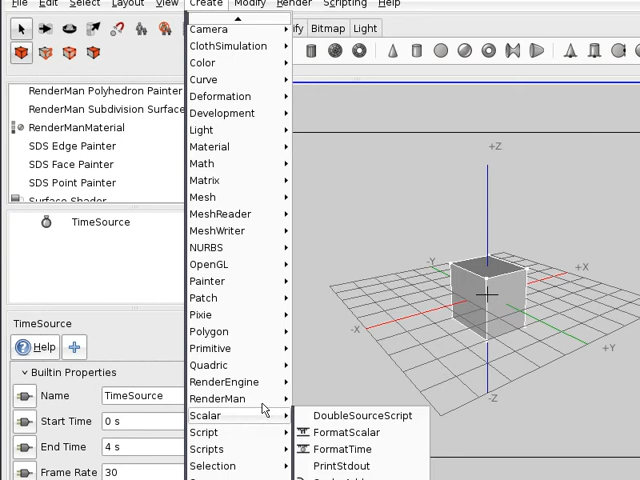 Select Layout View Create Modify Render Scripting Help
Bitmap Light
RenderMan Polyhedron Painter
RenderMan Subdivision Surface
RenderManMaterial
SDS Edge Painter
SDS Face Painter
SDS Point Painter
Surface Shader
TimeSource
TimeSource
Help
Builtin Properties
Name TimeSource
Start Time 0 s
End Time 4 s
Frame Rate 30
Camera
ClothSimulation
Color
Curve
Deformation
Development
Light
Material
Math
Matrix
Mesh
MeshReader
MeshWriter
NURBS
OpenGL
Painter
Patch
Pixie
Polygon
Primitive
Quadric
RenderEngine
RenderMan
Scalar
Script
Scripts
Selection
DoubleSourceScript
FormatScalar
FormatTime
PrintStdout
+Z
-Y
+X
-X
+Y
-Z